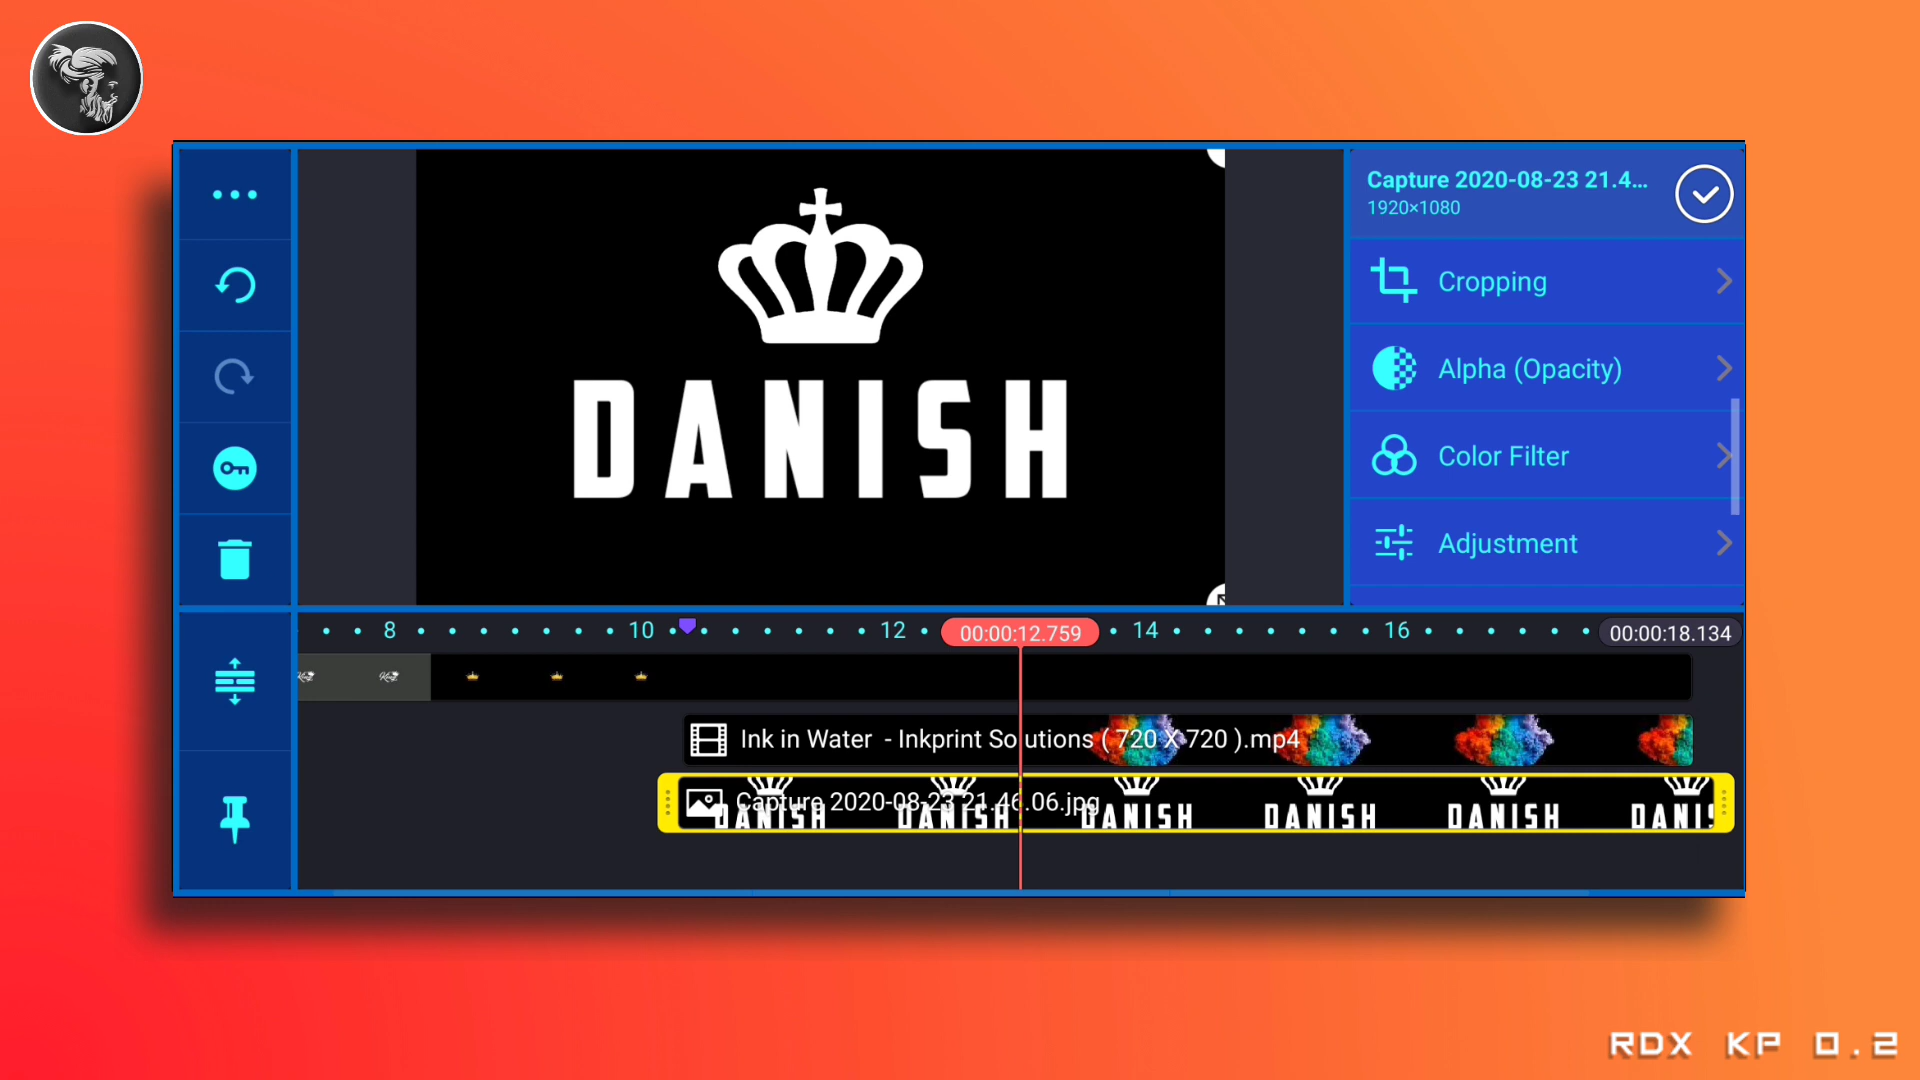 Capture 2020-08-23 21.4...
1920×1080
Cropping
Alpha (Opacity)
Color Filter
Adjustment
DANISH
8 10 12 00:00:12.759 14 16 00:00:18.134
Ink in Water - Inkprint Solutions ( 720 X 720 ).mp4
Capture 2020-08-23 21.46.06.jpg
DANISH DANISH DANISH DANISH DANISH DANIS
RDX KP 0.2